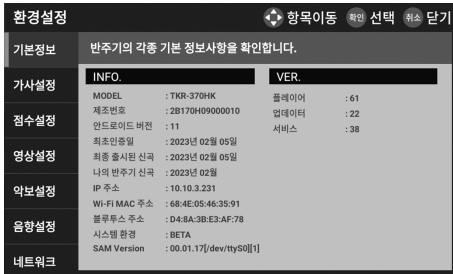 환경설정 항목이동 확인 선택 취소 닫기
기본정보
가사설정
점수설정
영상설정
악보설정
음향설정
네트워크
반주기의 각종 기본 정보사항을 확인합니다.
INFO.
MODEL : TKR-370HK
제조번호 : 2B170H09000010
안드로이드 버전 : 11
최초인증일 : 2023년 02월 05일
최종 출시된 신곡 : 2023년 02월 05일
나의 반주기 신곡 : 2023년 02월
IP 주소 : 10.10.3.231
Wi-Fi MAC 주소 : 68:4E:05:46:35:91
블루투스 주소 : D4:8A:3B:E3:AF:78
시스템 환경 : BETA
SAM Version : 00.01.17[/dev/ttyS0][1]
VER.
플레이어 : 61
업데이터 : 22
서비스 : 38